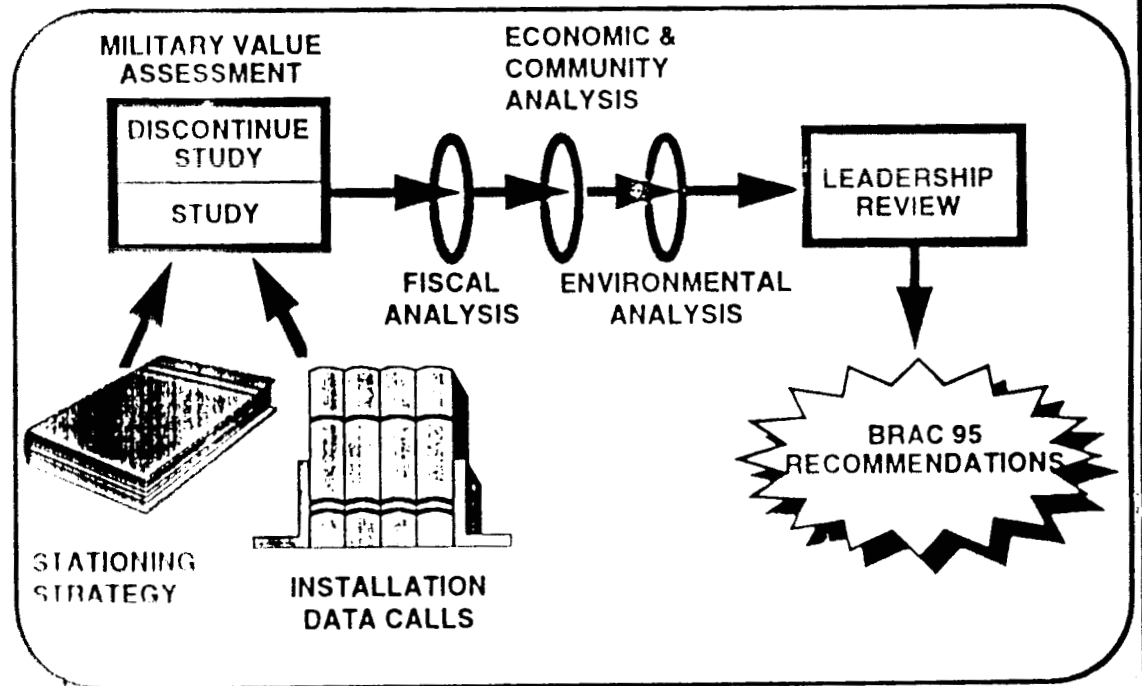 MILITARY VALUE
ASSESSMENT
DISCONTINUE
STUDY
STUDY
ECONOMIC &
COMMUNITY
ANALYSIS
FISCAL
ANALYSIS
ENVIRONMENTAL
ANALYSIS
LEADERSHIP
REVIEW
STATIONING
STRATEGY
INSTALLATION
DATA CALLS
BRAC 95
RECOMMENDATIONS